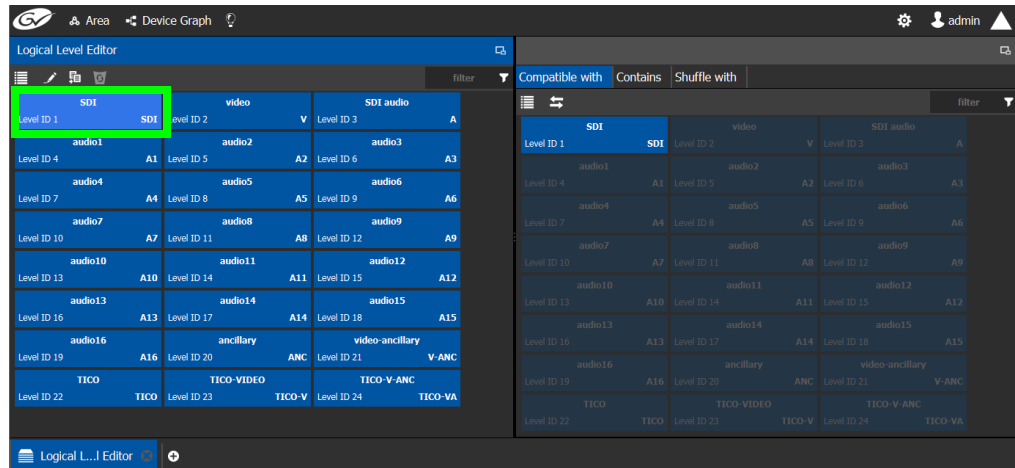 GV Area Device Graph admin
Logical Level Editor
filter
Compatible with Contains Shuffle with
filter
SDI video SDI audio
Level ID 1 SDI Level ID 2 V Level ID 3 A
audio1 audio2 audio3
Level ID 4 A1 Level ID 5 A2 Level ID 6 A3
audio4 audio5 audio6
Level ID 7 A4 Level ID 8 A5 Level ID 9 A6
audio7 audio8 audio9
Level ID 10 A7 Level ID 11 A8 Level ID 12 A9
audio10 audio11 audio12
Level ID 13 A10 Level ID 14 A11 Level ID 15 A12
audio13 audio14 audio15
Level ID 16 A13 Level ID 17 A14 Level ID 18 A15
audio16 ancillary video-ancillary
Level ID 19 A16 Level ID 20 ANC Level ID 21 V-ANC
TICO TICO-VIDEO TICO-V-ANC
Level ID 22 TICO Level ID 23 TICO-V Level ID 24 TICO-VA
SDI video SDI audio
Level ID 1 SDI Level ID 2 V Level ID 3 A
audio1 audio2 audio3
Level ID 4 A1 Level ID 5 A2 Level ID 6 A3
audio4 audio5 audio6
Level ID 7 A4 Level ID 8 A5 Level ID 9 A6
audio7 audio8 audio9
Level ID 10 A7 Level ID 11 A8 Level ID 12 A9
audio10 audio11 audio12
Level ID 13 A10 Level ID 14 A11 Level ID 15 A12
audio13 audio14 audio15
Level ID 16 A13 Level ID 17 A14 Level ID 18 A15
audio16 ancillary video-ancillary
Level ID 19 A16 Level ID 20 ANC Level ID 21 V-ANC
TICO TICO-VIDEO TICO-V-ANC
Level ID 22 TICO Level ID 23 TICO-V Level ID 24 TICO-VA
Logical L...l Editor